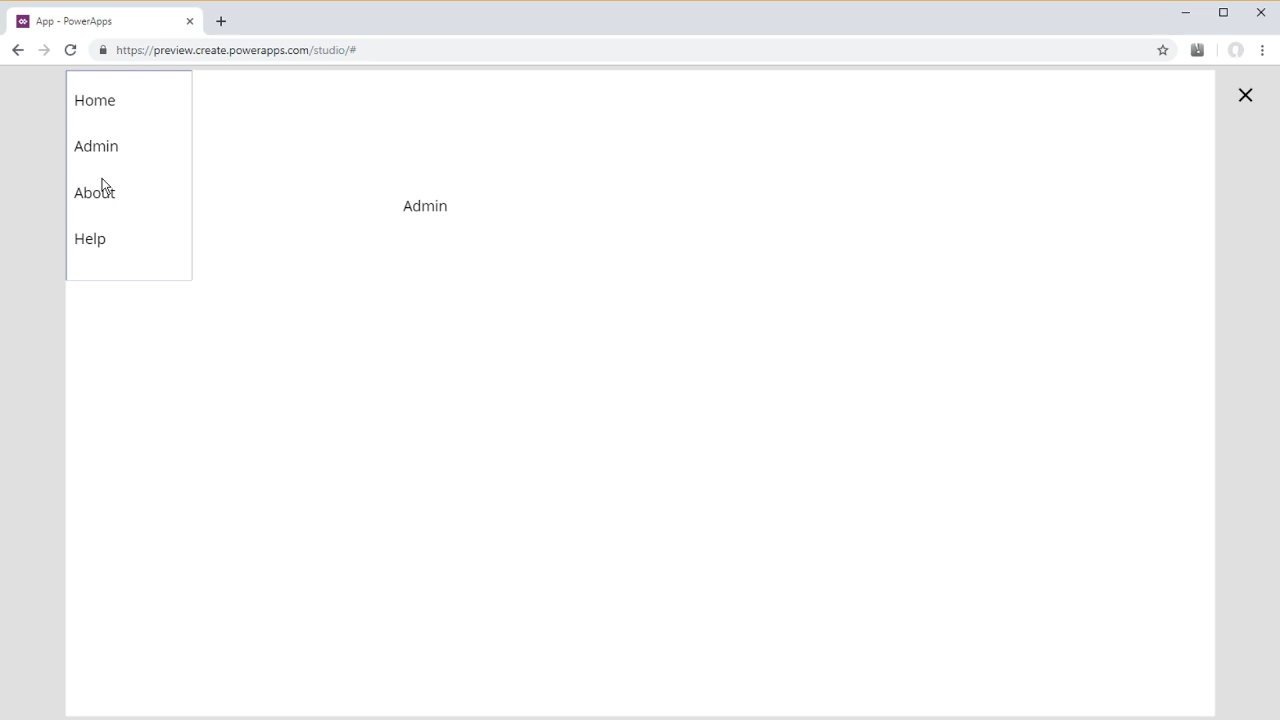 App - PowerApps
https://preview.create.powerapps.com/studio/#
Home
Admin
About
Help
Admin